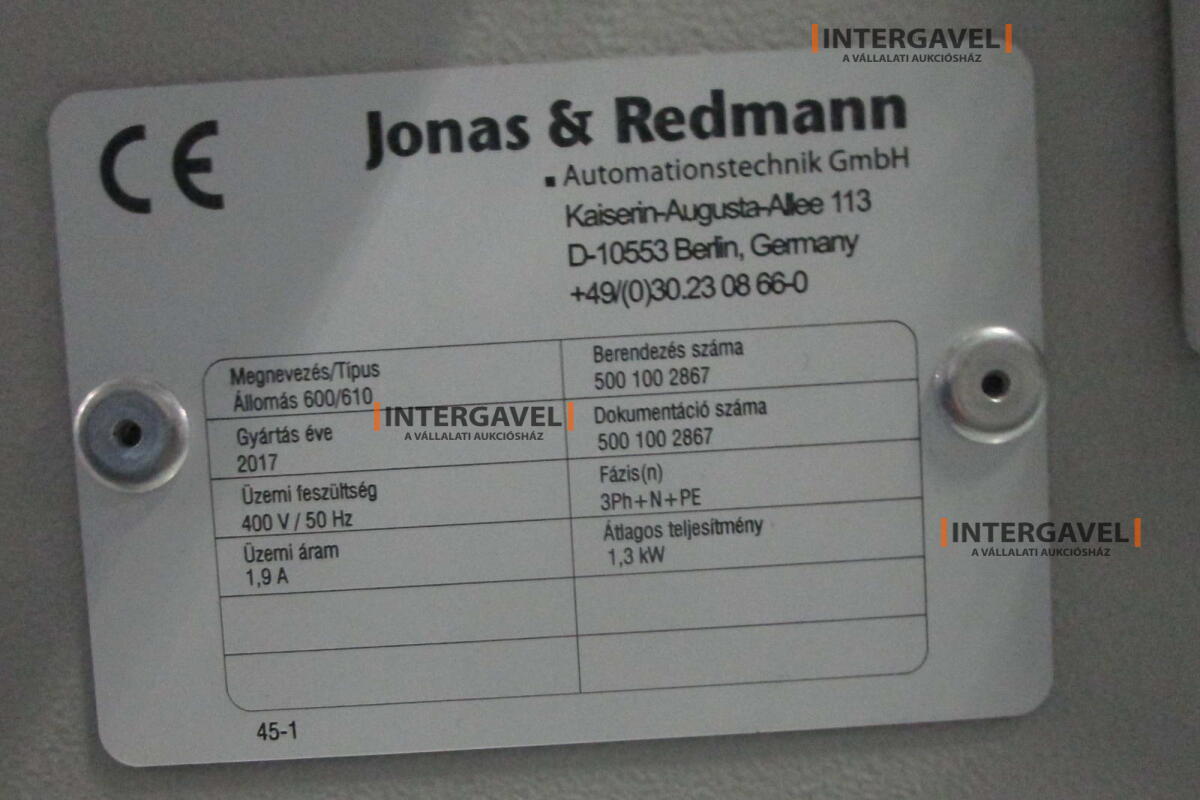 INTERGAVEL
A VÁLLALATI AUKCIÓSHÁZ
CE
Jonas & Redmann
Automationstechnik GmbH
Kaiserin-Augusta-Allee 113
D-10553 Berlin, Germany
+49/(0)30.23 08 66-0
Megnevezés/Típus
Állomás 600/610
Berendezés száma
500 100 2867
Gyártás éve
2017
INTERGAVEL
A VÁLLALATI AUKCIÓSHÁZ
Dokumentáció száma
500 100 2867
Üzemi feszültség
400 V / 50 Hz
Fázis(n)
3Ph+N+PE
Üzemi áram
1,9 A
Átlagos teljesítmény
1,3 kW
INTERGAVEL
A VÁLLALATI AUKCIÓSHÁZ
45-1